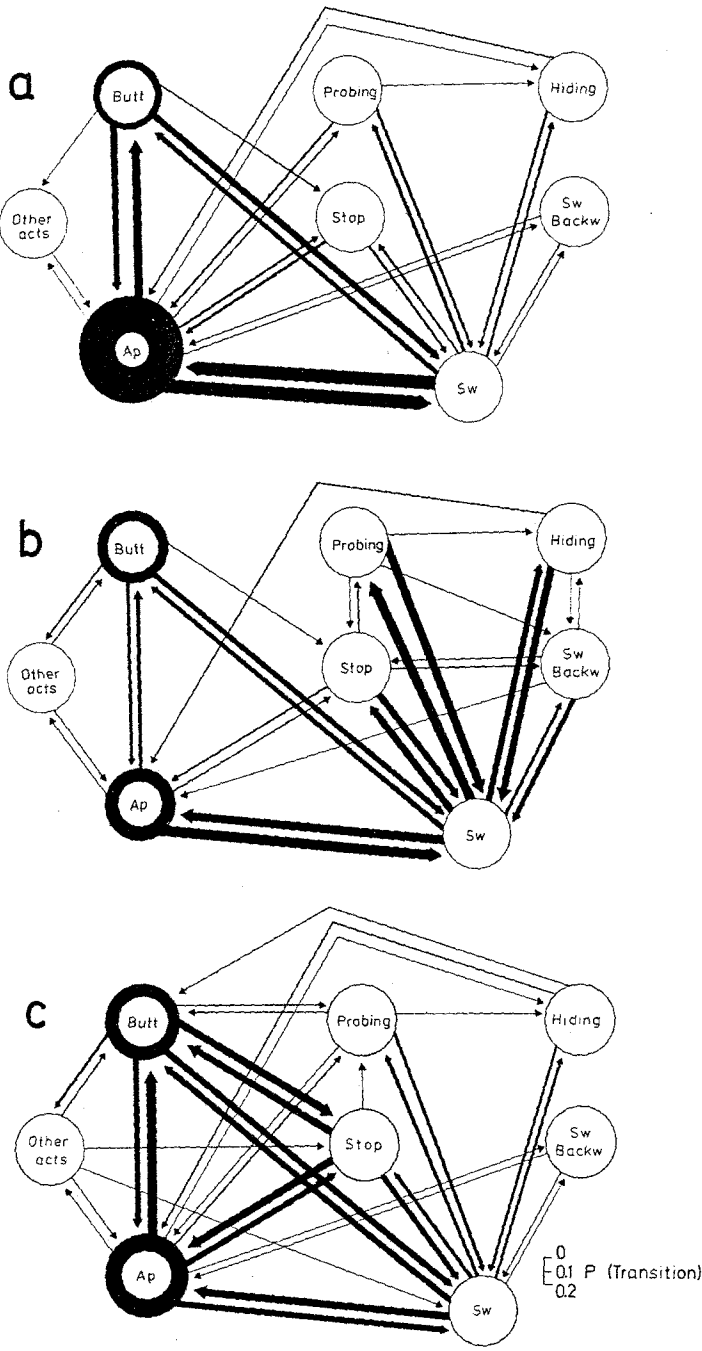 a
Butt
Probing
Hiding
Other
acts
Stop
Sw
Backw
Ap
Sw
b
Butt
Probing
Hiding
Other
acts
Stop
Sw
Backw
Ap
Sw
c
Butt
Probing
Hiding
Other
acts
Stop
Sw
Backw
Ap
Sw
0
0.1 P (Transition)
0.2